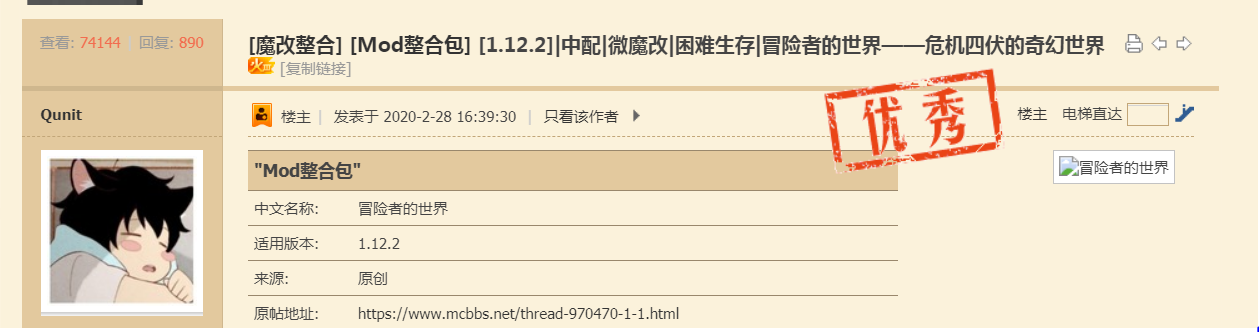 查看: 74144 | 回复: 890
[魔改整合] [Mod整合包] [1.12.2]|中配|微魔改|困难生存|冒险者的世界——危机四伏的奇幻世界
火 [复制链接]
Qunit
楼主 | 发表于 2020-2-28 16:39:30 | 只看该作者
优秀
楼主 电梯直达
"Mod整合包"
冒险者的世界
中文名称: 冒险者的世界
适用版本: 1.12.2
来源: 原创
原帖地址: https://www.mcbbs.net/thread-970470-1-1.html